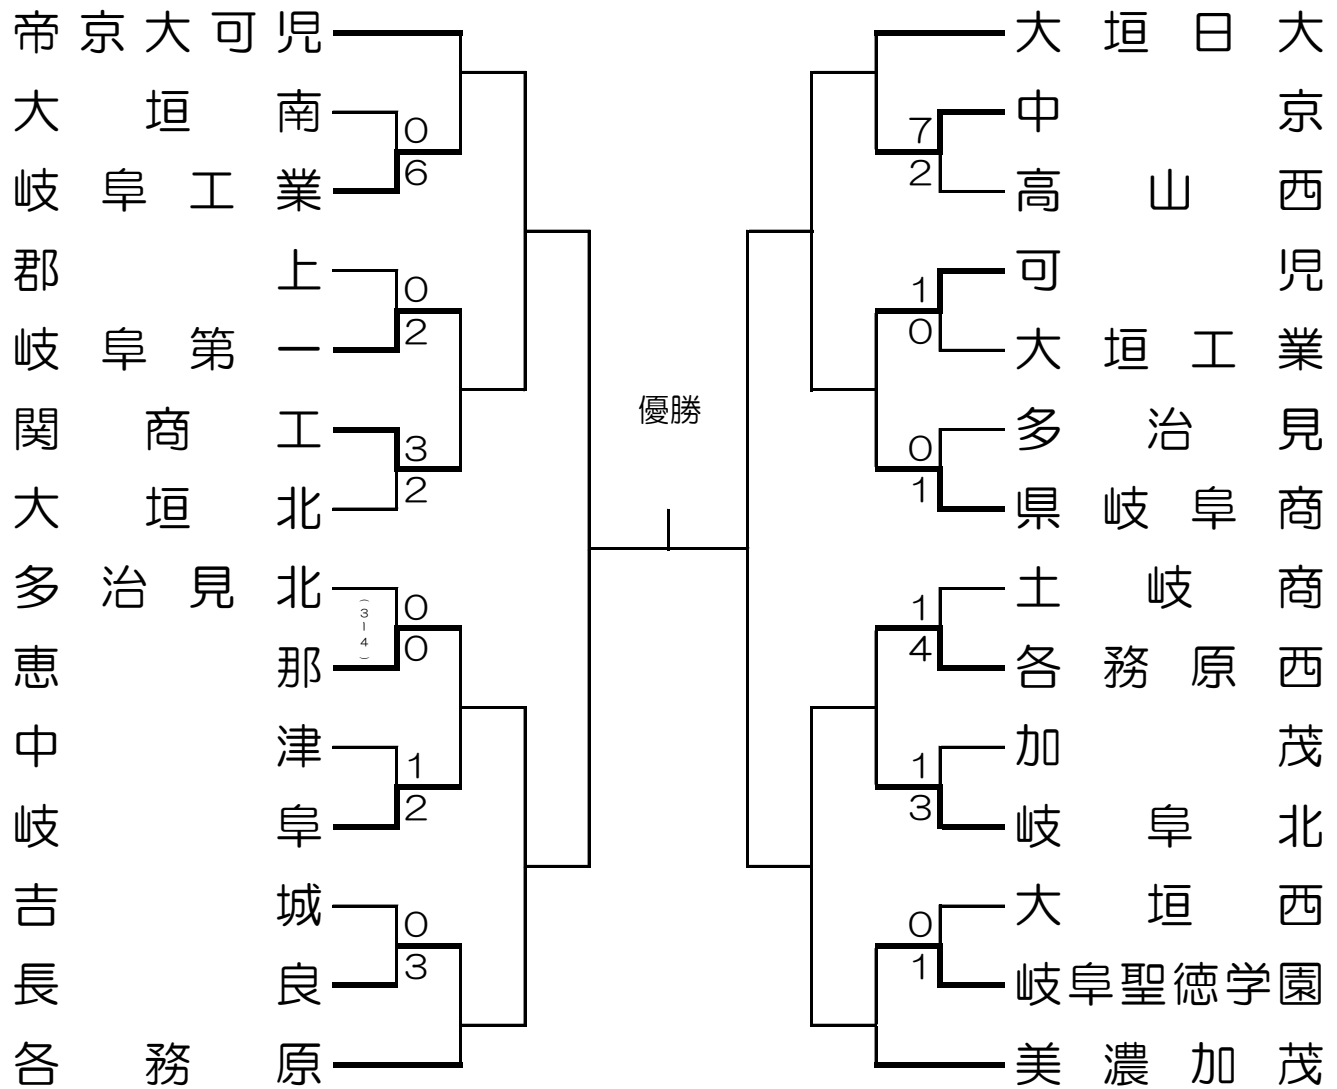 帝京大可児
大垣南
0
6
岐阜工業
郡上
0
2
岐阜第一
関商工
3
2
大垣北
多治見北
(3-4)
0
0
恵那
中津
1
2
岐阜
吉城
0
3
長良
各務原
優勝
大垣日大
中京
7
2
高山西
可児
1
0
大垣工業
多治見
0
1
県岐阜商
土岐商
1
4
各務原西
加茂
1
3
岐阜北
大垣西
0
1
岐阜聖徳学園
美濃加茂